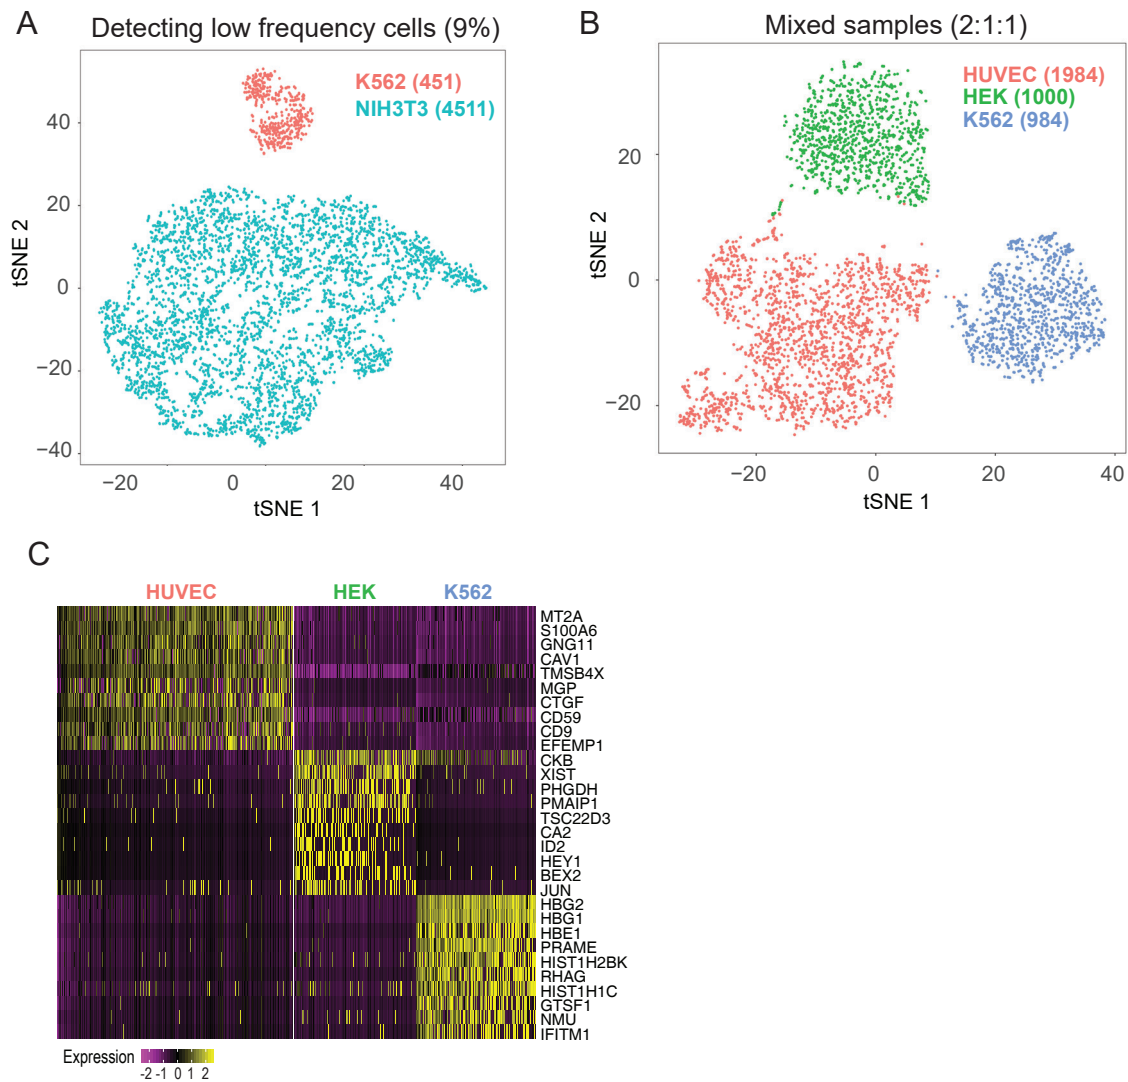 A
Detecting low frequency cells (9%)
K562 (451)
NIH3T3 (4511)
tSNE 2
40
20
0
−20
−40
−20
0
20
40
tSNE 1
B
Mixed samples (2:1:1)
HUVEC (1984)
HEK (1000)
K562 (984)
tSNE 2
20
0
−20
−20
0
20
40
tSNE 1
C
HUVEC
HEK
K562
MT2A
S100A6
GNG11
CAV1
TMSB4X
MGP
CTGF
CD59
CD9
EFEMP1
CKB
XIST
PHGDH
PMAIP1
TSC22D3
CA2
ID2
HEY1
BEX2
JUN
HBG2
HBG1
HBE1
PRAME
HIST1H2BK
RHAG
HIST1H1C
GTSF1
NMU
IFITM1
Expression
-2 -1 0 1 2